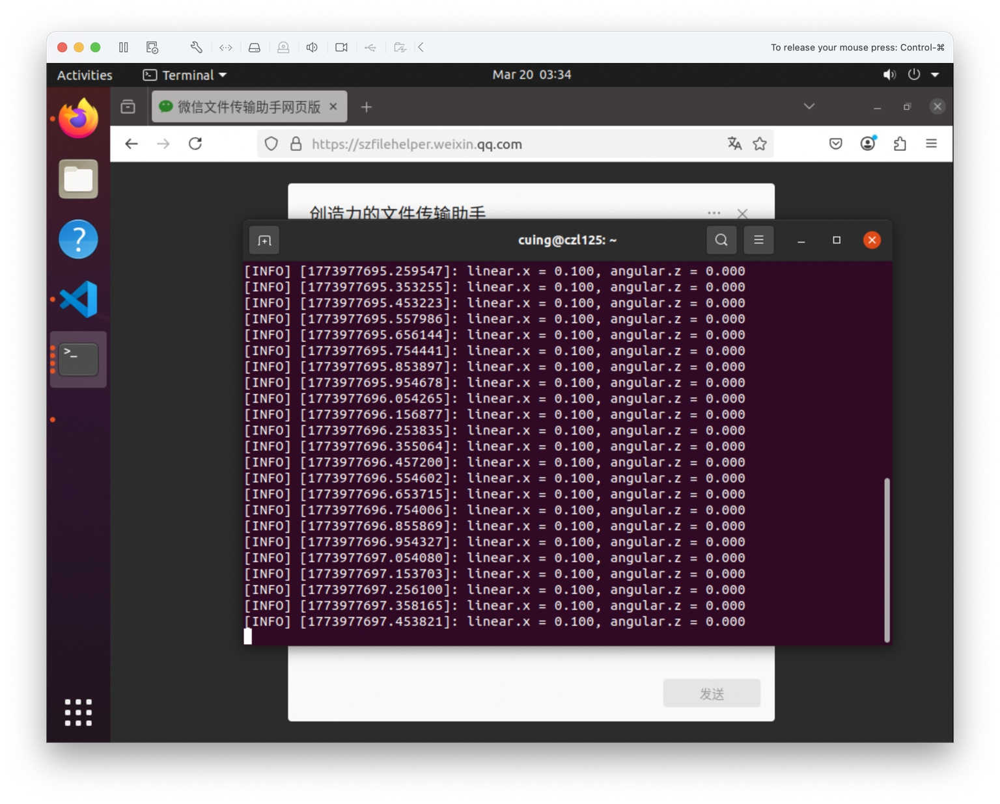 To release your mouse press: Control-⌘
Activities
Terminal
Mar 20 03:34
微信文件传输助手网页版
https://szfilehelper.weixin.qq.com
创造力的文件传输助手
cuing@czl125: ~
[INFO] [1773977695.259547]: linear.x = 0.100, angular.z = 0.000
[INFO] [1773977695.353255]: linear.x = 0.100, angular.z = 0.000
[INFO] [1773977695.453223]: linear.x = 0.100, angular.z = 0.000
[INFO] [1773977695.557986]: linear.x = 0.100, angular.z = 0.000
[INFO] [1773977695.656144]: linear.x = 0.100, angular.z = 0.000
[INFO] [1773977695.754441]: linear.x = 0.100, angular.z = 0.000
[INFO] [1773977695.853897]: linear.x = 0.100, angular.z = 0.000
[INFO] [1773977695.954678]: linear.x = 0.100, angular.z = 0.000
[INFO] [1773977696.054265]: linear.x = 0.100, angular.z = 0.000
[INFO] [1773977696.156877]: linear.x = 0.100, angular.z = 0.000
[INFO] [1773977696.253835]: linear.x = 0.100, angular.z = 0.000
[INFO] [1773977696.355064]: linear.x = 0.100, angular.z = 0.000
[INFO] [1773977696.457200]: linear.x = 0.100, angular.z = 0.000
[INFO] [1773977696.554602]: linear.x = 0.100, angular.z = 0.000
[INFO] [1773977696.653715]: linear.x = 0.100, angular.z = 0.000
[INFO] [1773977696.754006]: linear.x = 0.100, angular.z = 0.000
[INFO] [1773977696.855869]: linear.x = 0.100, angular.z = 0.000
[INFO] [1773977696.954327]: linear.x = 0.100, angular.z = 0.000
[INFO] [1773977697.054080]: linear.x = 0.100, angular.z = 0.000
[INFO] [1773977697.153703]: linear.x = 0.100, angular.z = 0.000
[INFO] [1773977697.256100]: linear.x = 0.100, angular.z = 0.000
[INFO] [1773977697.358165]: linear.x = 0.100, angular.z = 0.000
[INFO] [1773977697.453821]: linear.x = 0.100, angular.z = 0.000
发送